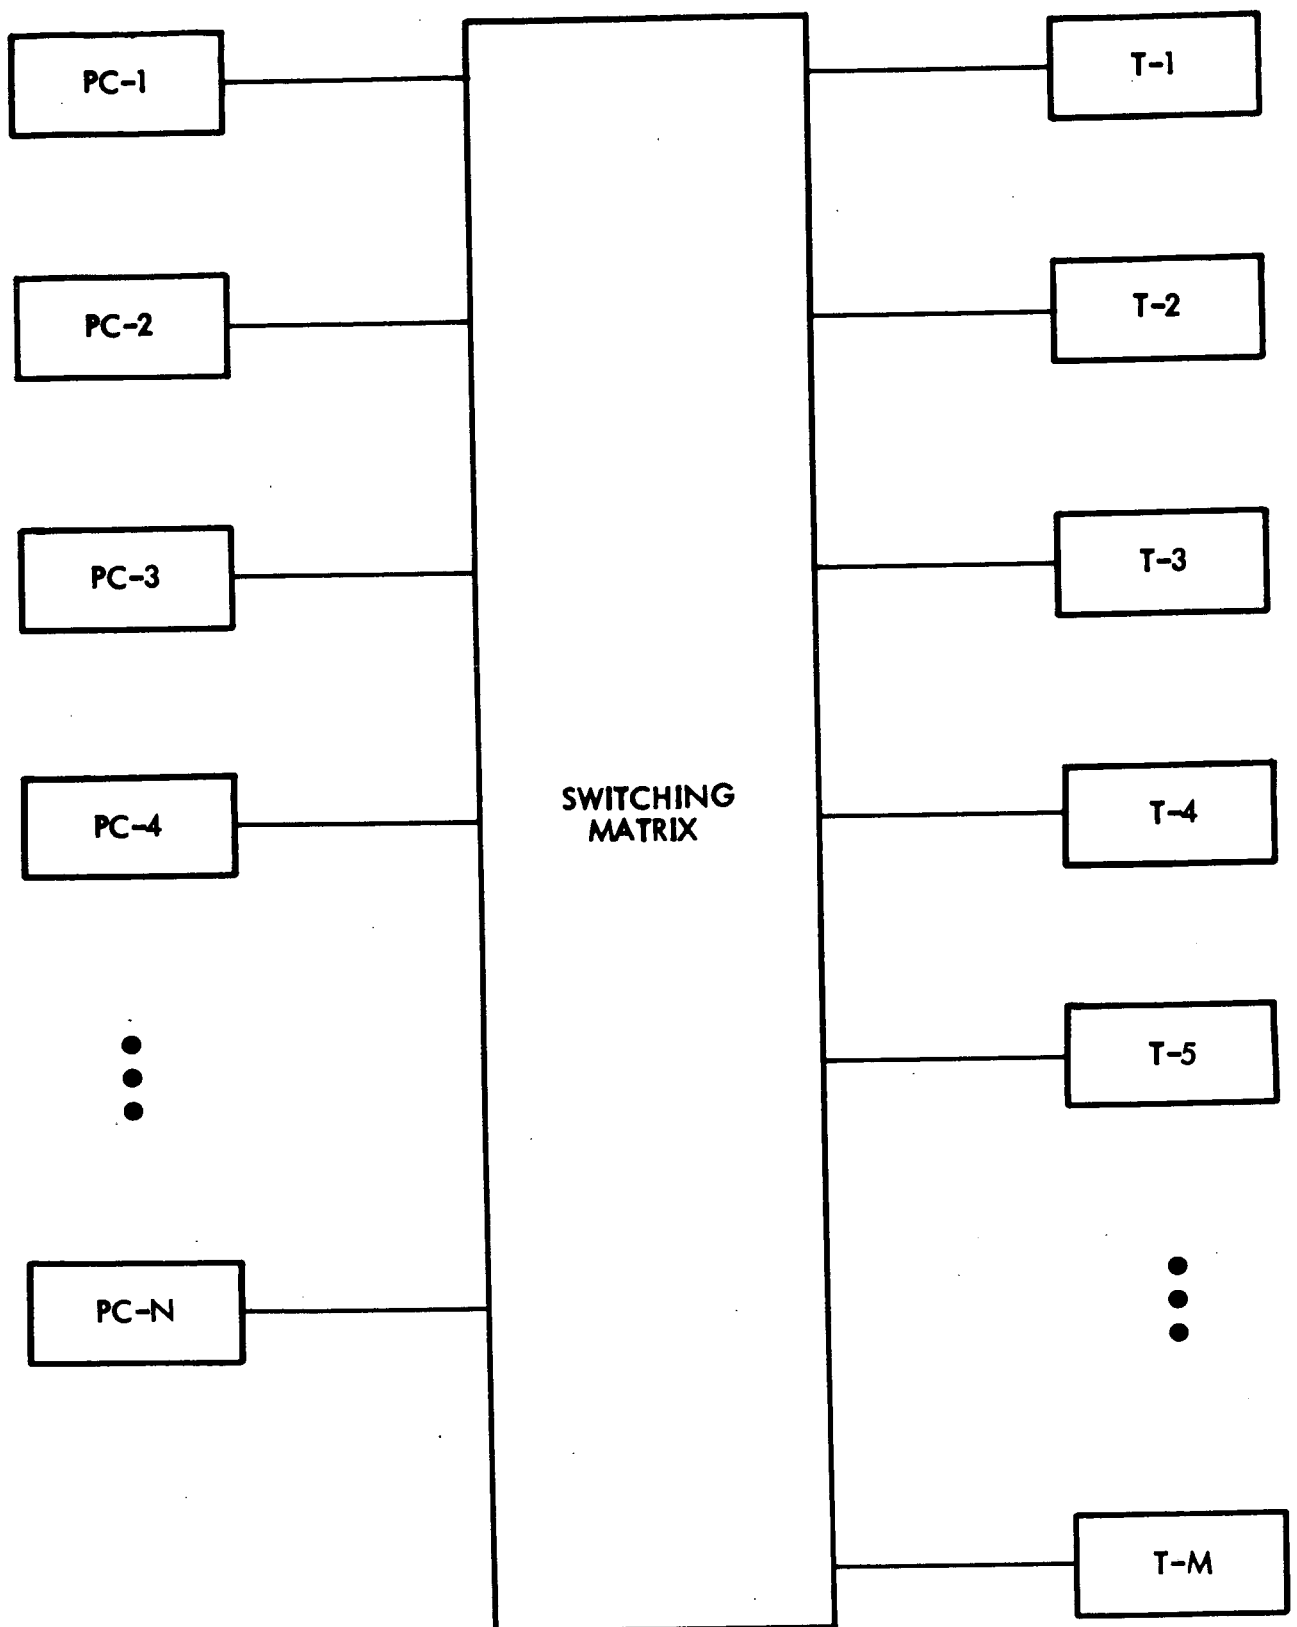 PC-1
PC-2
PC-3
PC-4
PC-N
SWITCHING
MATRIX
T-1
T-2
T-3
T-4
T-5
T-M